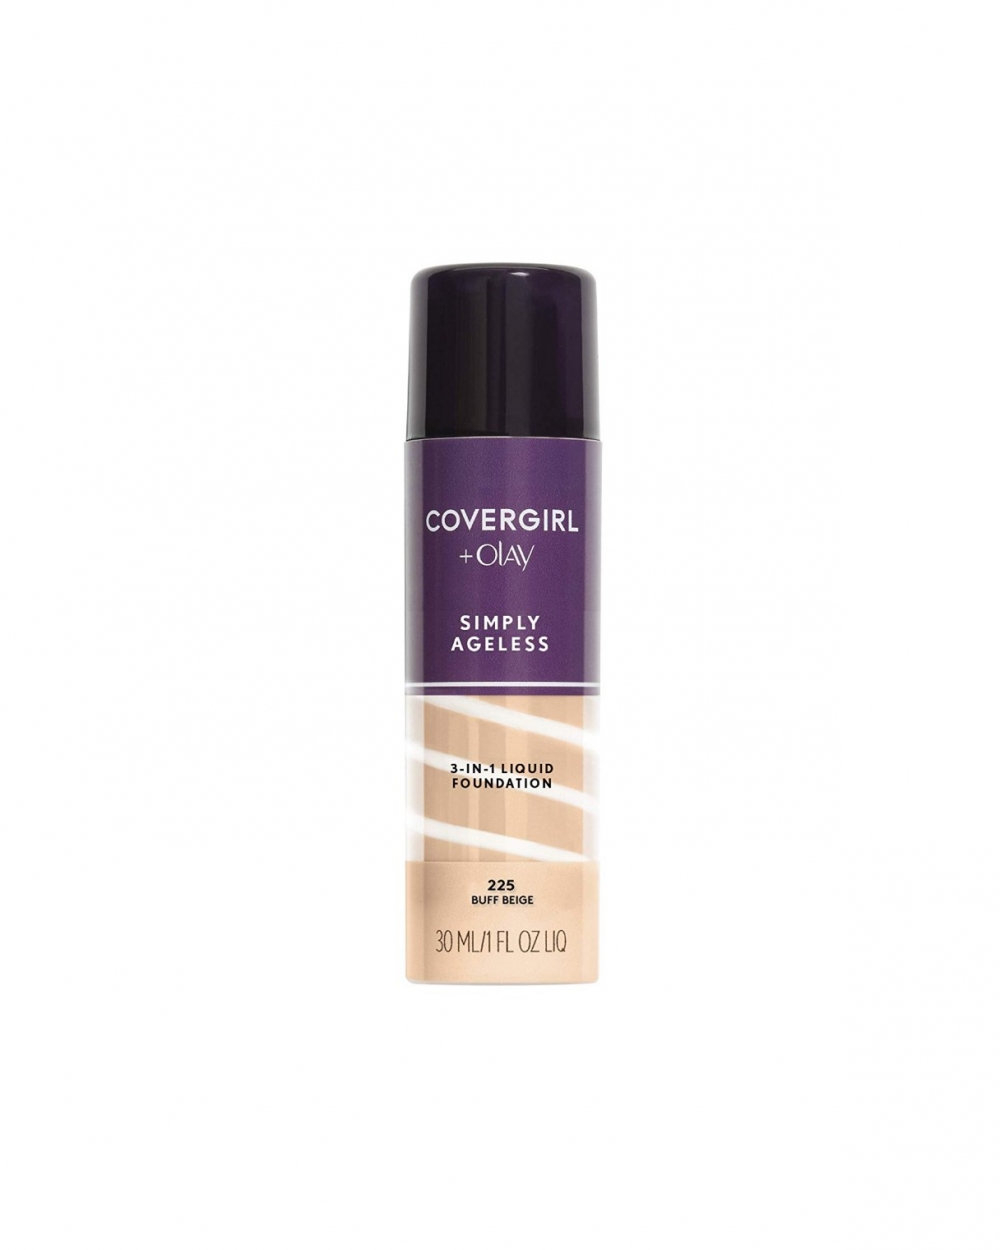 COVERGIRL
+OLAY
SIMPLY
AGELESS
3-IN-1 LIQUID
FOUNDATION
225
BUFF BEIGE
30 ML/1 FL OZ LIQ